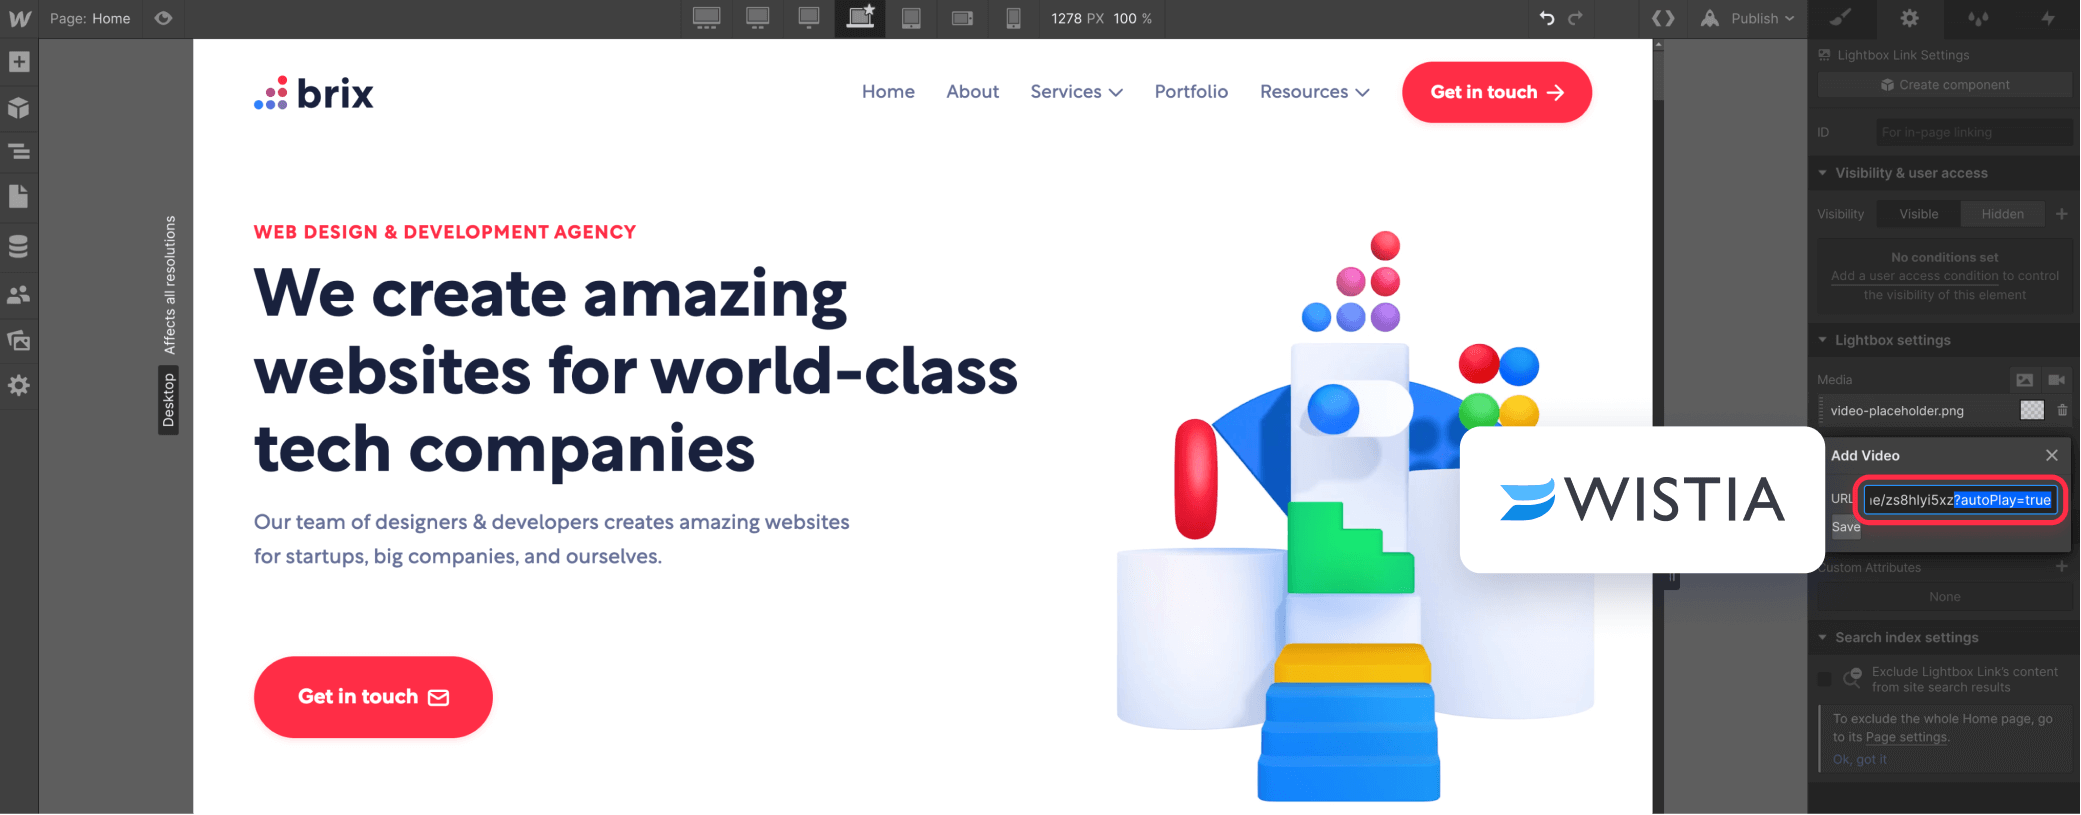 Page: Home
1278 PX 100 %
Publish
Affects all resolutions
Desktop
brix
Home
About
Services
Portfolio
Resources
Get in touch
WEB DESIGN & DEVELOPMENT AGENCY
We create amazing
websites for world-class
tech companies
Our team of designers & developers creates amazing websites
for startups, big companies, and ourselves.
Get in touch
WISTIA
Lightbox Link Settings
Create component
ID
For in-page linking
Visibility & user access
Visibility
Visible
Hidden
No conditions set
Add a user access condition to control
the visibility of this element
Lightbox settings
Media
video-placeholder.png
Add Video
URL
e/zs8hlyi5xz?autoPlay=true
Save
Custom Attributes
None
Search index settings
Exclude Lightbox Link's content
from site search results
To exclude the whole Home page, go
to its Page settings.
Ok, got it